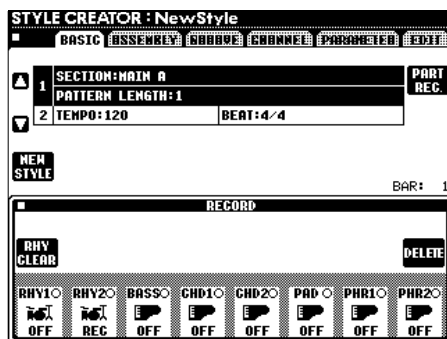 STYLE CREATOR : NewStyle
BASIC ASSEMBLY GROOVE CHANNEL PARAMETER EDIT
1 SECTION:MAIN A
PATTERN LENGTH:1
PART REC.
2 TEMPO:120 BEAT:4/4
NEW STYLE
BAR: 1
RECORD
RHY CLEAR
DELETE
RHY1 RHY2 BASS CHD1 CHD2 PAD PHR1 PHR2
OFF REC OFF OFF OFF OFF OFF OFF